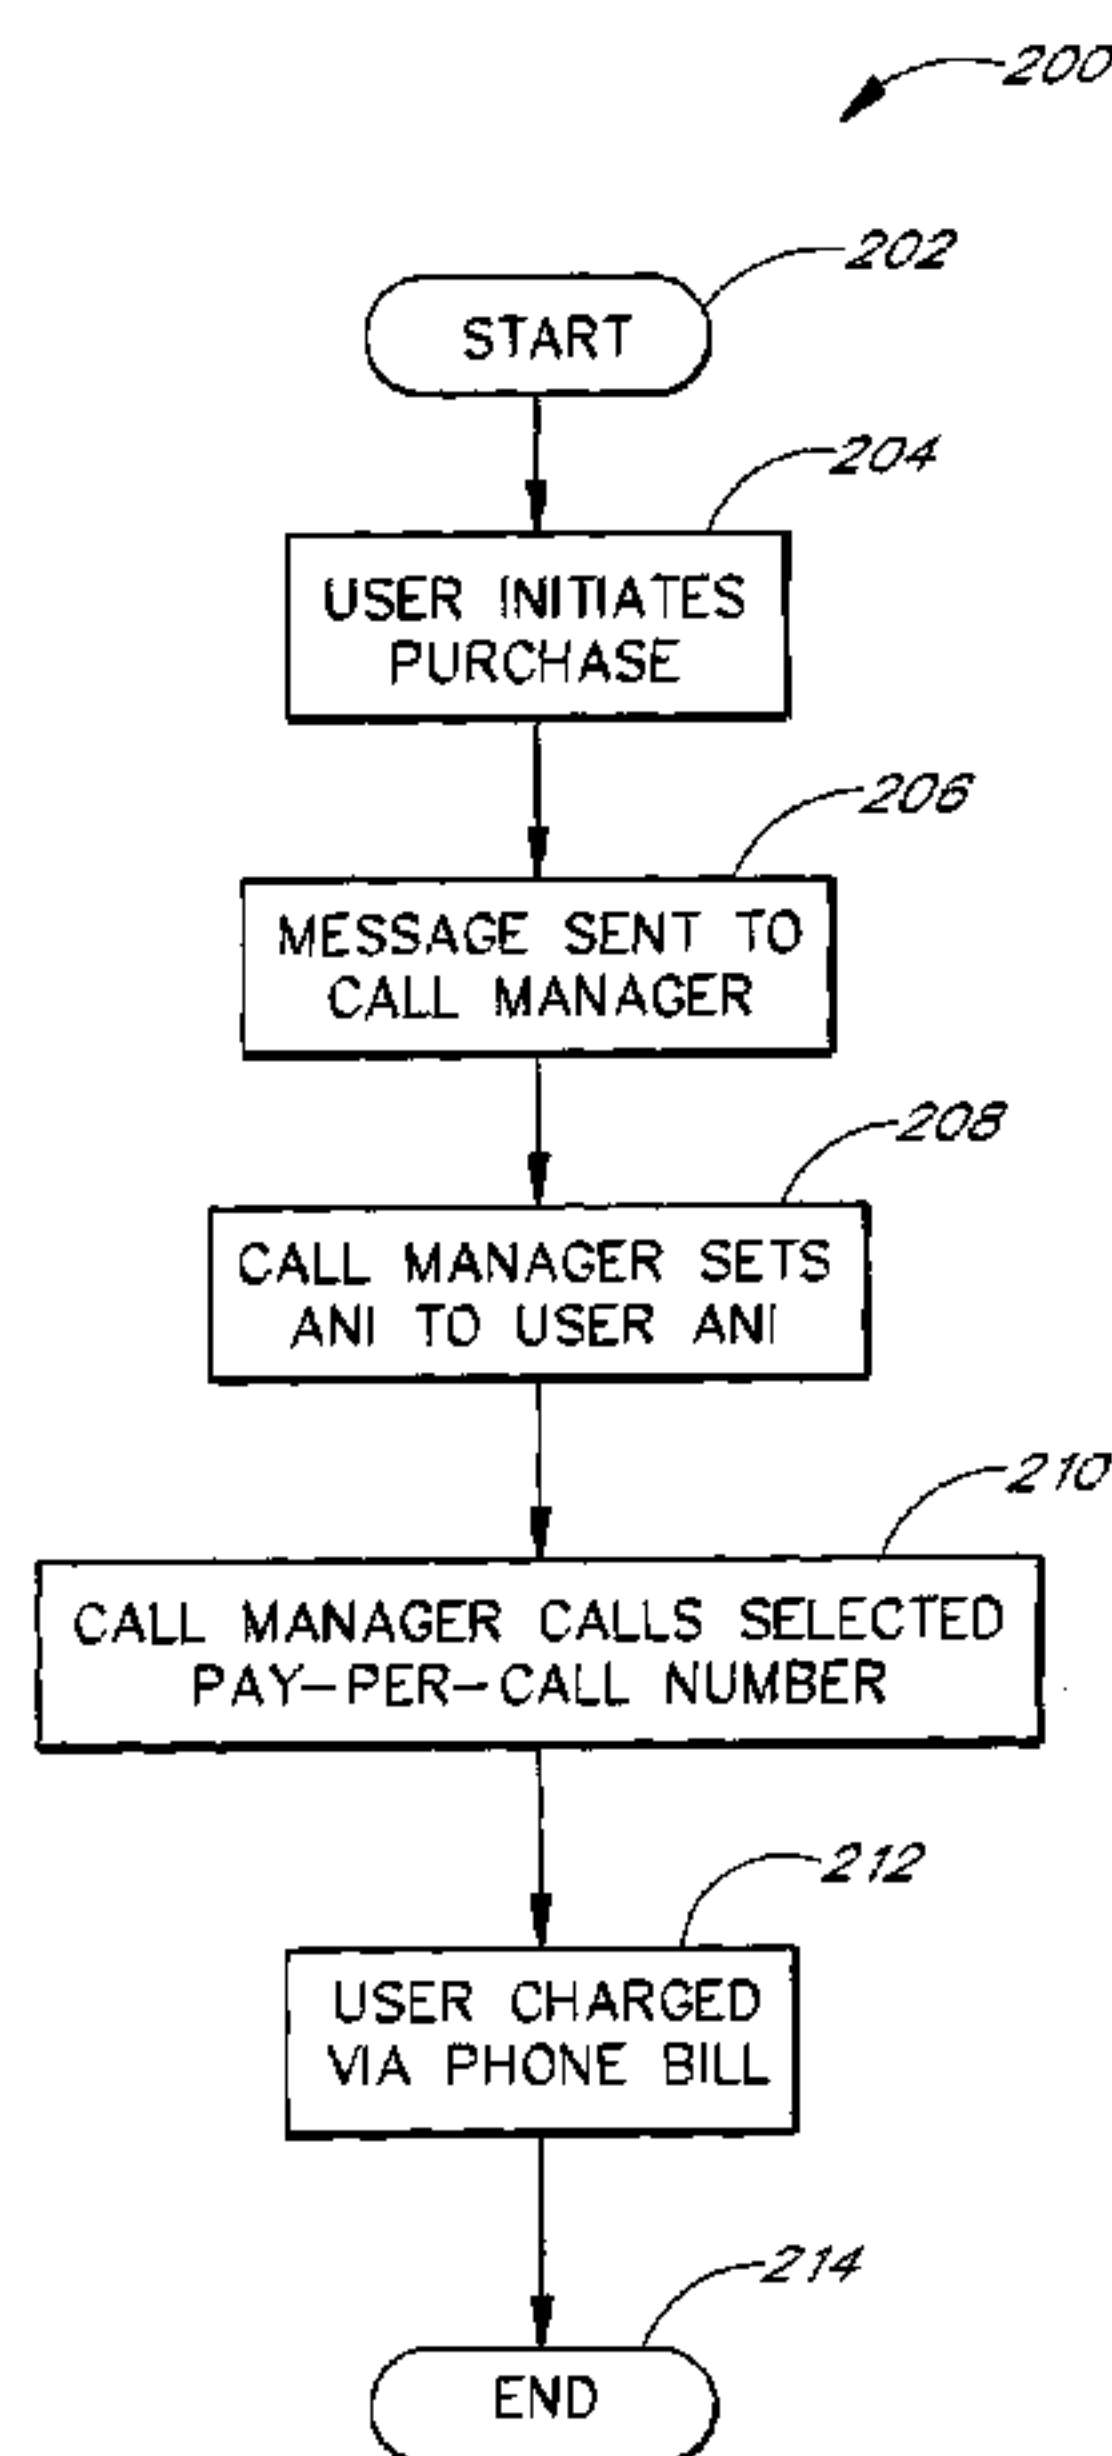 200
202
START
204
USER INITIATES
PURCHASE
206
MESSAGE SENT TO
CALL MANAGER
208
CALL MANAGER SETS
ANI TO USER ANI
210
CALL MANAGER CALLS SELECTED
PAY-PER-CALL NUMBER
212
USER CHARGED
VIA PHONE BILL
214
END